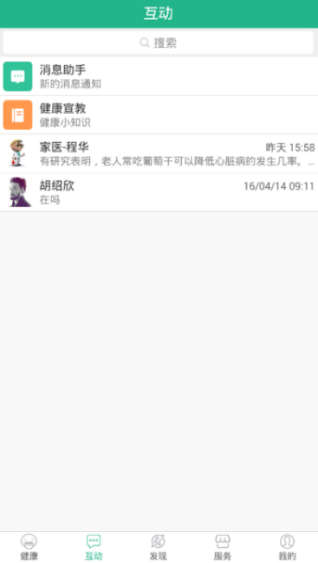 互动
搜索
消息助手
新的消息通知
健康宣教
健康小知识
家医-程华
昨天 15:58
有研究表明，老人常吃葡萄干可以降低心脏病的发生几率。...
胡绍欣
16/04/14 09:11
在吗
健康
互动
发现
服务
我的